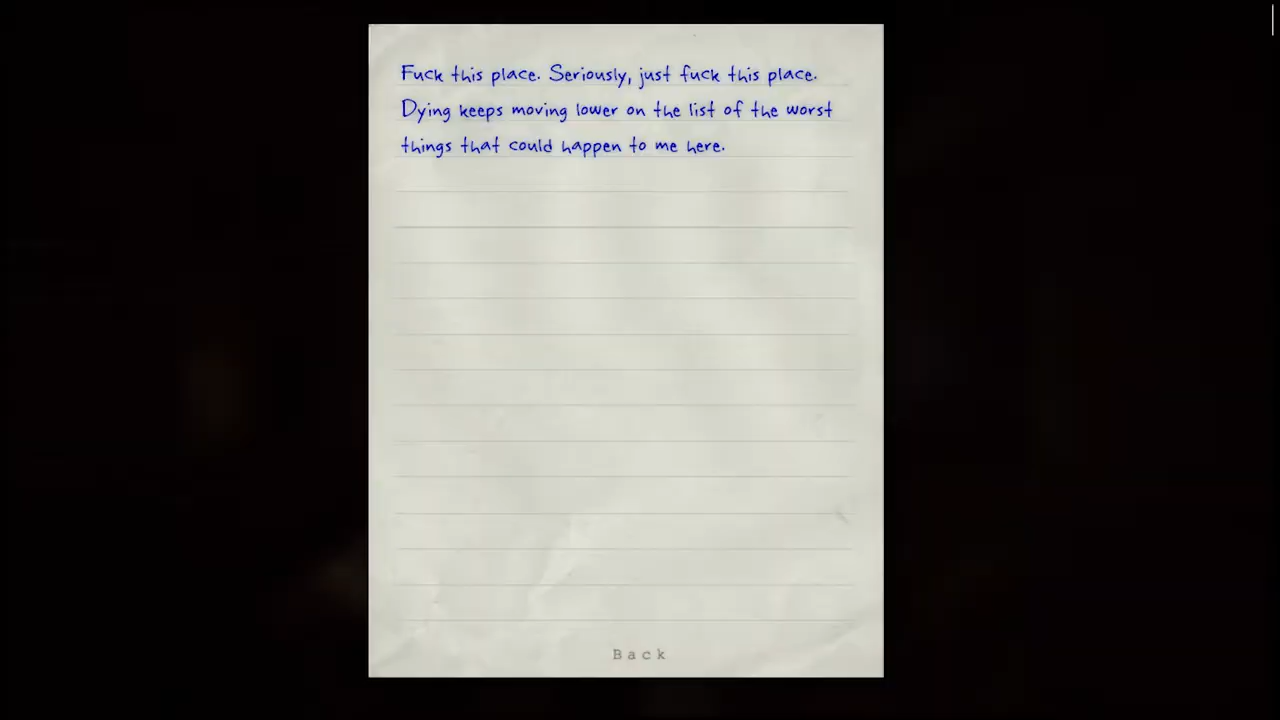 Fuck this place. Seriously, just fuck this place.
Dying keeps moving lower on the list of the worst
things that could happen to me here.
Back